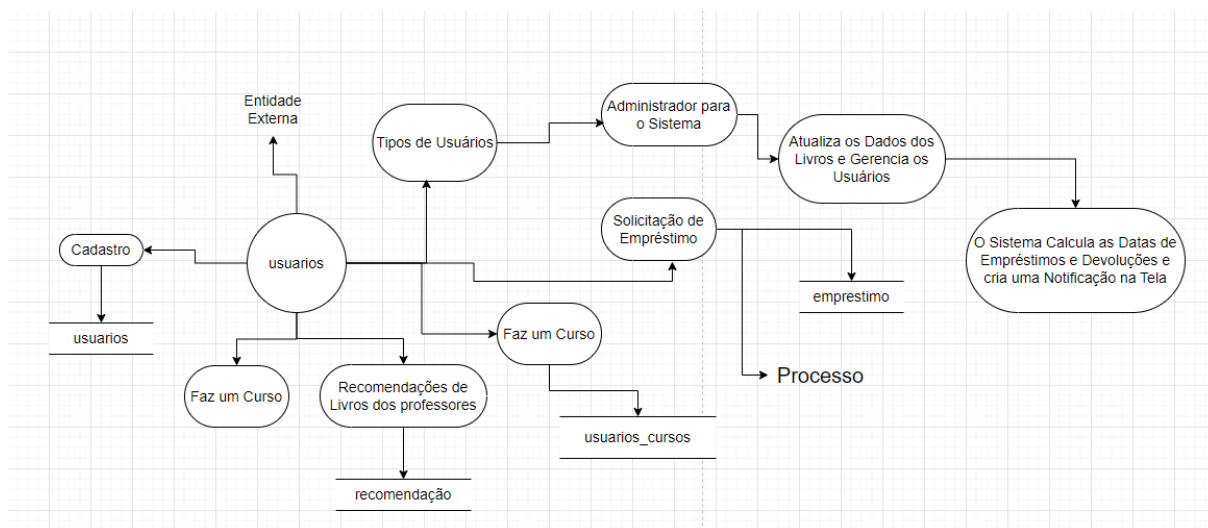 Entidade
Externa
Tipos de Usuários
Administrador para
o Sistema
Atualiza os Dados dos
Livros e Gerencia os
Usuários
Cadastro
usuarios
Solicitação de
Empréstimo
O Sistema Calcula as Datas de
Empréstimos e Devoluções e
cria uma Notificação na Tela
emprestimo
usuarios
Faz um Curso
Processo
Faz um Curso
Recomendações de
Livros dos professores
usuarios_cursos
recomendação